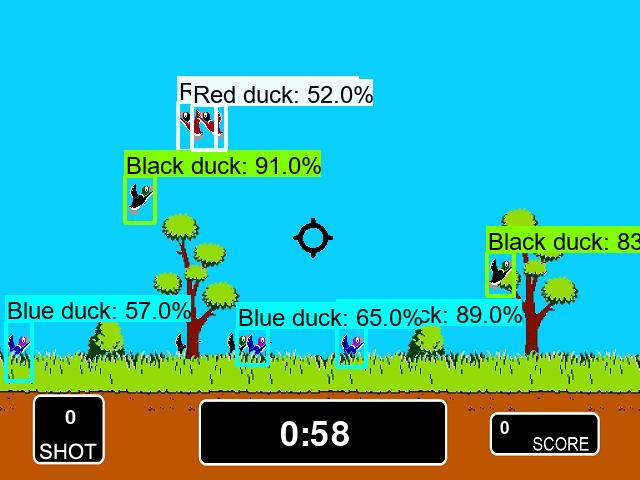 R
Red duck: 52.0%
Black duck: 91.0%
Black duck: 83
Blue duck: 57.0%
Blue duck: 65.0%
ck: 89.0%
0
SHOT
0:58
0
SCORE